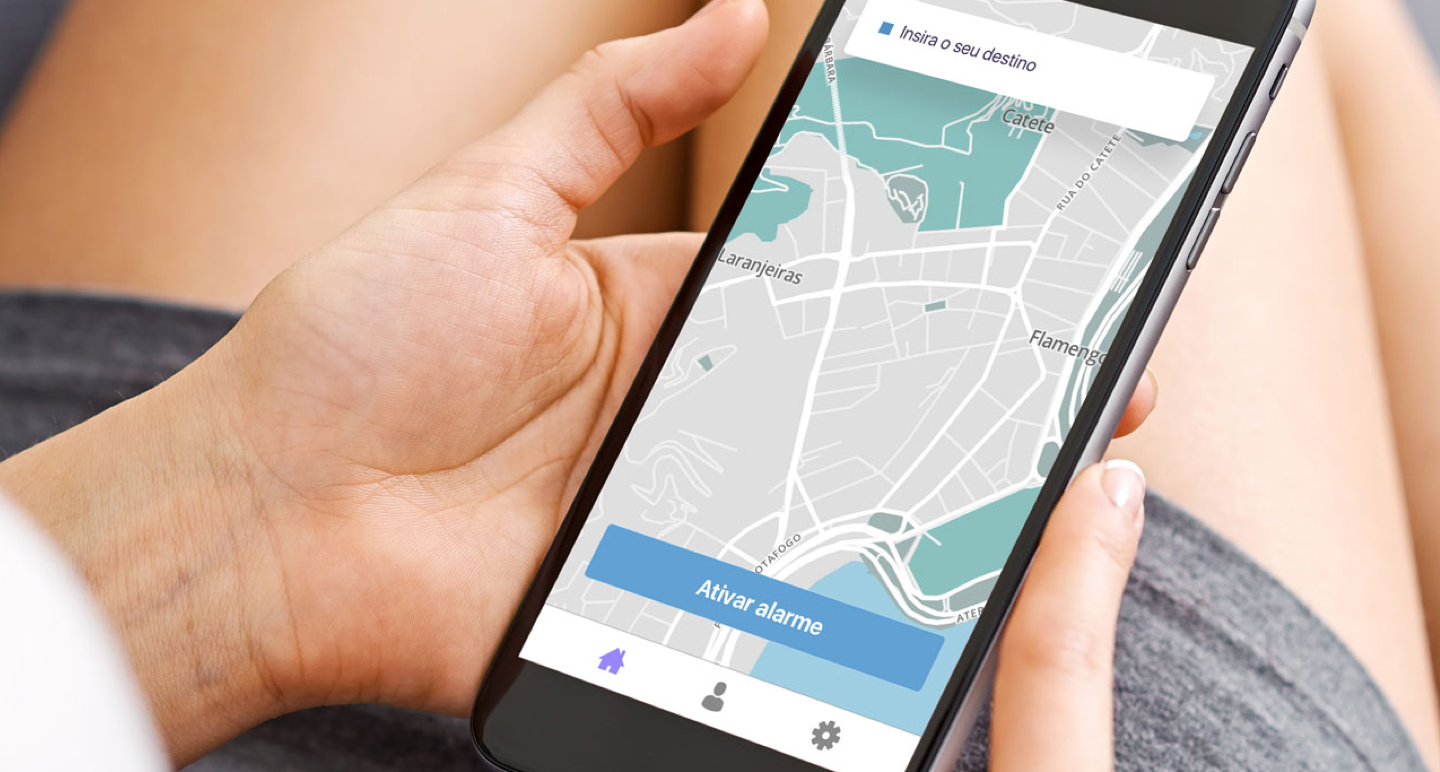 Insira o seu destino
BÁRBARA
Catete
RUA DO CATETE
Laranjeiras
Flamengo
OTAFOGO
Ativar alarme
ATER